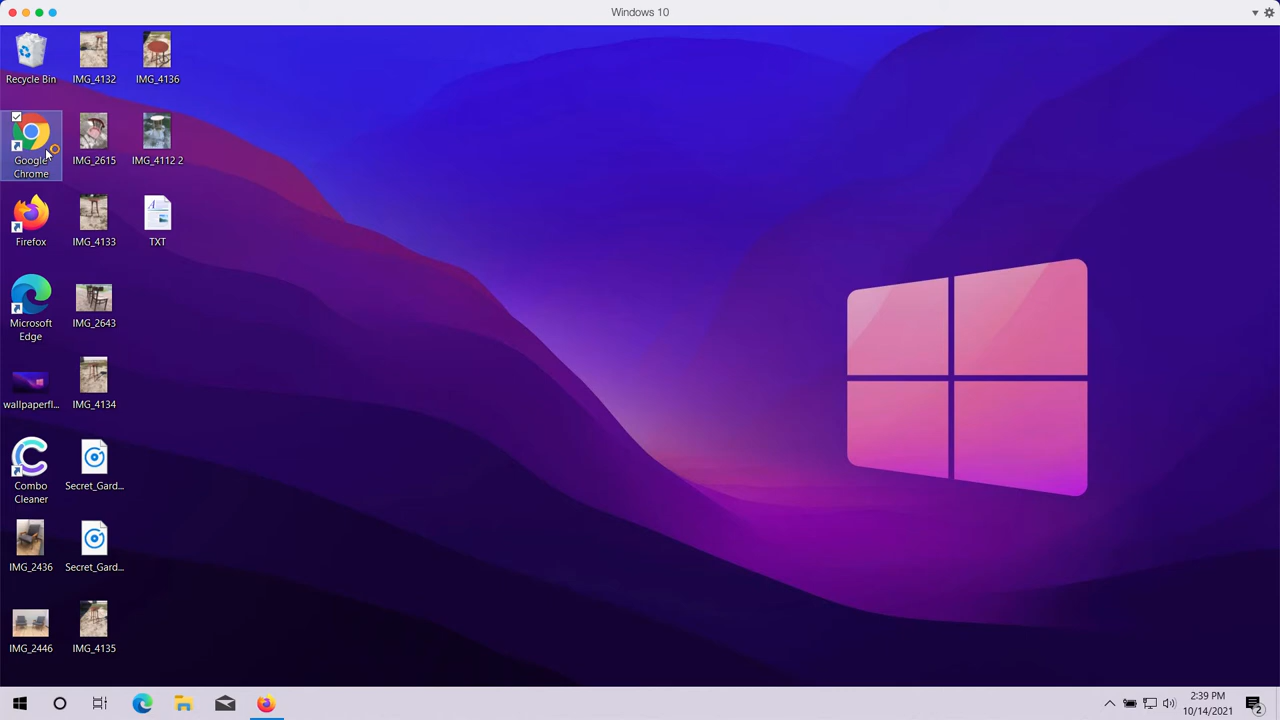 Windows 10
Recycle Bin
IMG_4132
IMG_4136
Google
Chrome
IMG_2615
IMG_4112 2
Firefox
IMG_4133
TXT
Microsoft
Edge
IMG_2643
wallpaperfl...
IMG_4134
Combo
Cleaner
Secret_Gard...
IMG_2436
Secret_Gard...
IMG_2446
IMG_4135
2:39 PM
10/14/2021
2